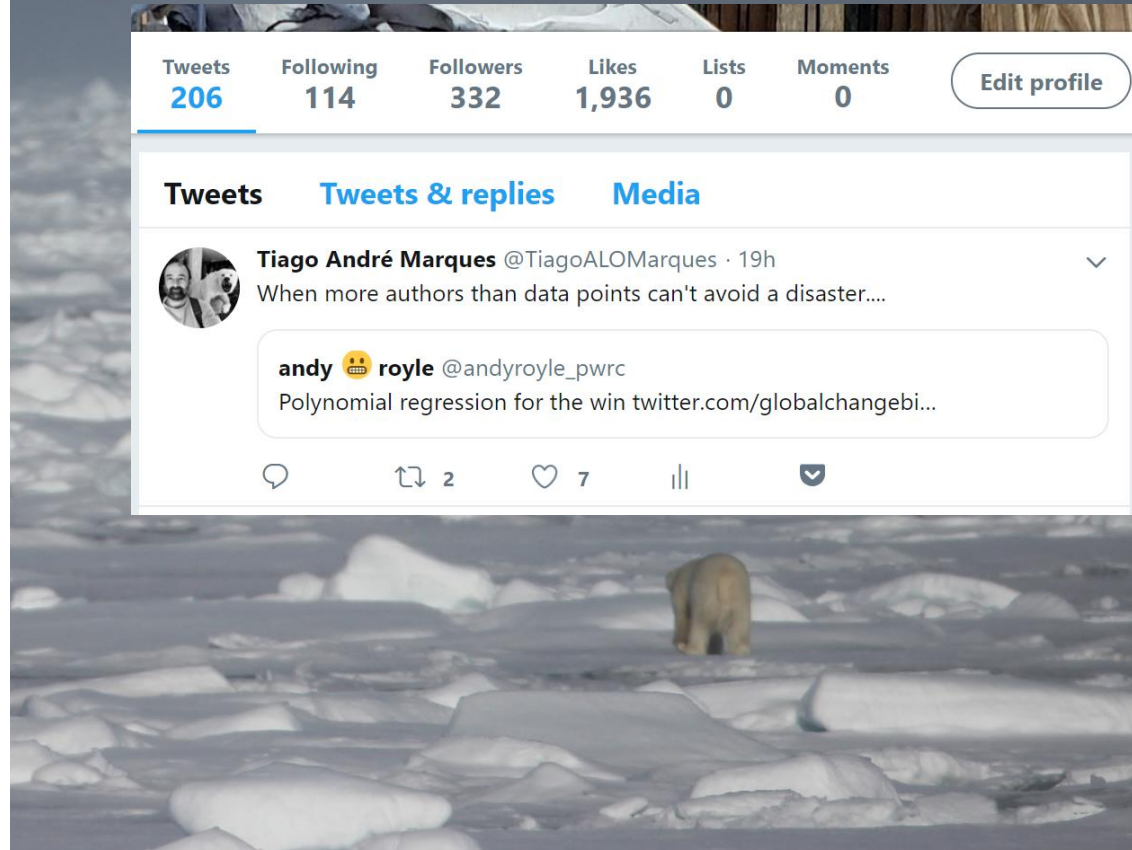 Tweets Following Followers Likes Lists Moments
206 114 332 1,936 0 0
Edit profile
Tweets Tweets & replies Media
Tiago André Marques @TiagoALOMarques · 19h
When more authors than data points can't avoid a disaster....
andy 😬 royle @andyroyle_pwrc
Polynomial regression for the win twitter.com/globalchangebi...
2 7